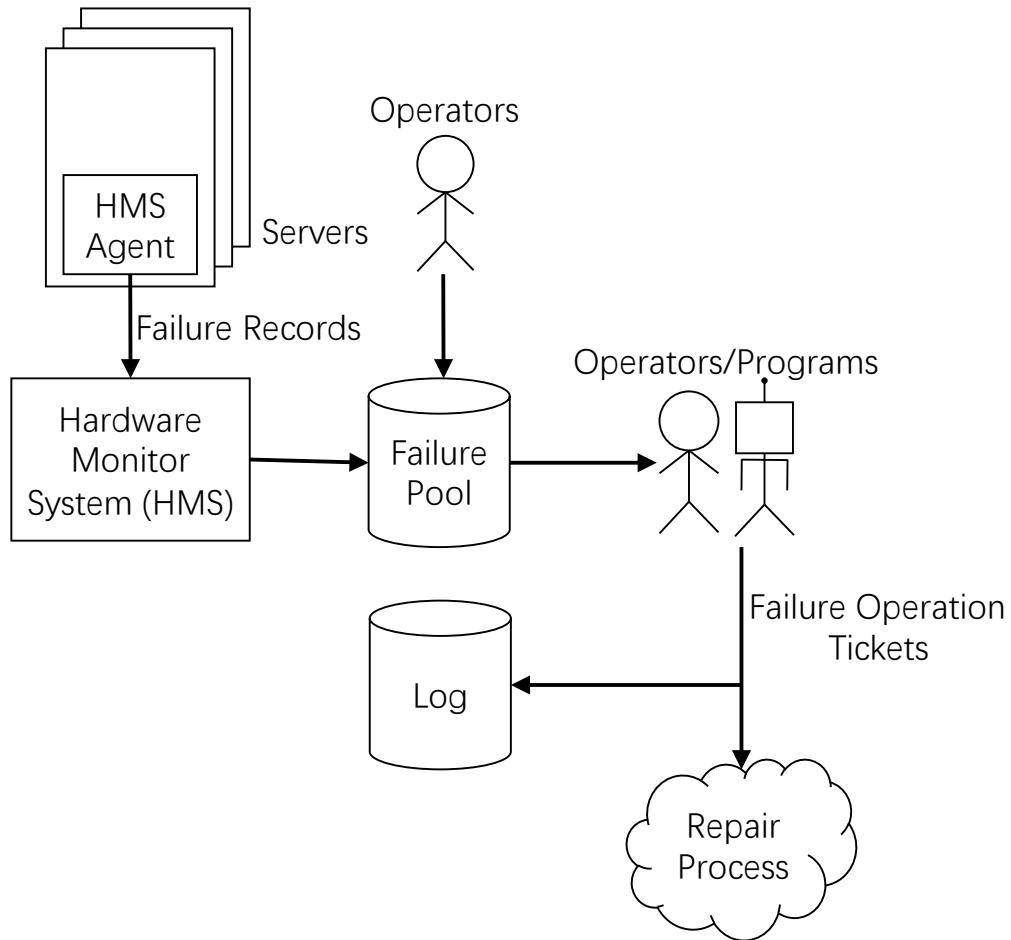 HMS
Agent
Servers
Operators
Failure Records
Hardware
Monitor
System (HMS)
Failure
Pool
Operators/Programs
Failure Operation
Tickets
Log
Repair
Process